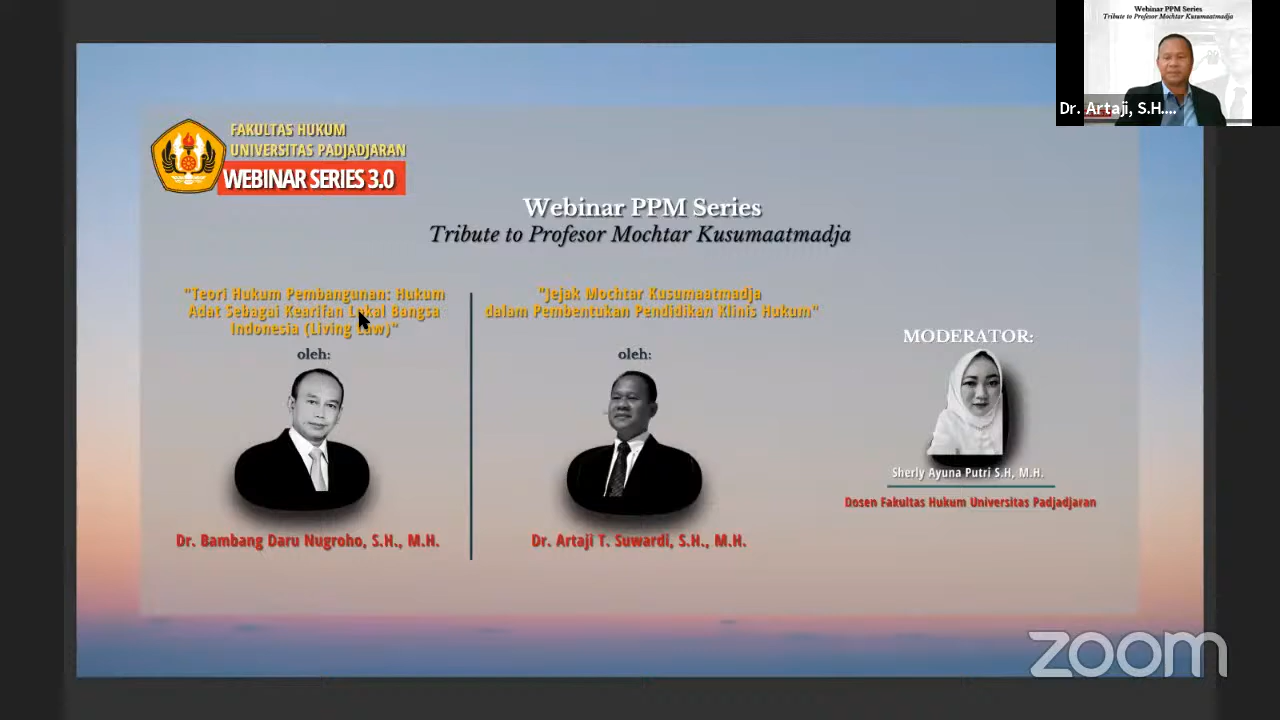 Webinar PPM Series
Tribute to Profesor Mochtar Kusumaatmadja
Dr. Artaji, S.H....
FAKULTAS HUKUM
UNIVERSITAS PADJADJARAN
WEBINAR SERIES 3.0
Webinar PPM Series
Tribute to Profesor Mochtar Kusumaatmadja
"Teori Hukum Pembangunan: Hukum
Adat Sebagai Kearifan Lokal Bangsa
Indonesia (Living Law)"
oleh:
Dr. Bambang Daru Nugroho, S.H., M.H.
"Jejak Mochtar Kusumaatmadja
dalam Pembentukan Pendidikan Klinis Hukum"
oleh:
Dr. Artaji T. Suwardi, S.H., M.H.
MODERATOR:
Sherly Ayuna Putri S.H, M.H.
Dosen Fakultas Hukum Universitas Padjadjaran
zoom